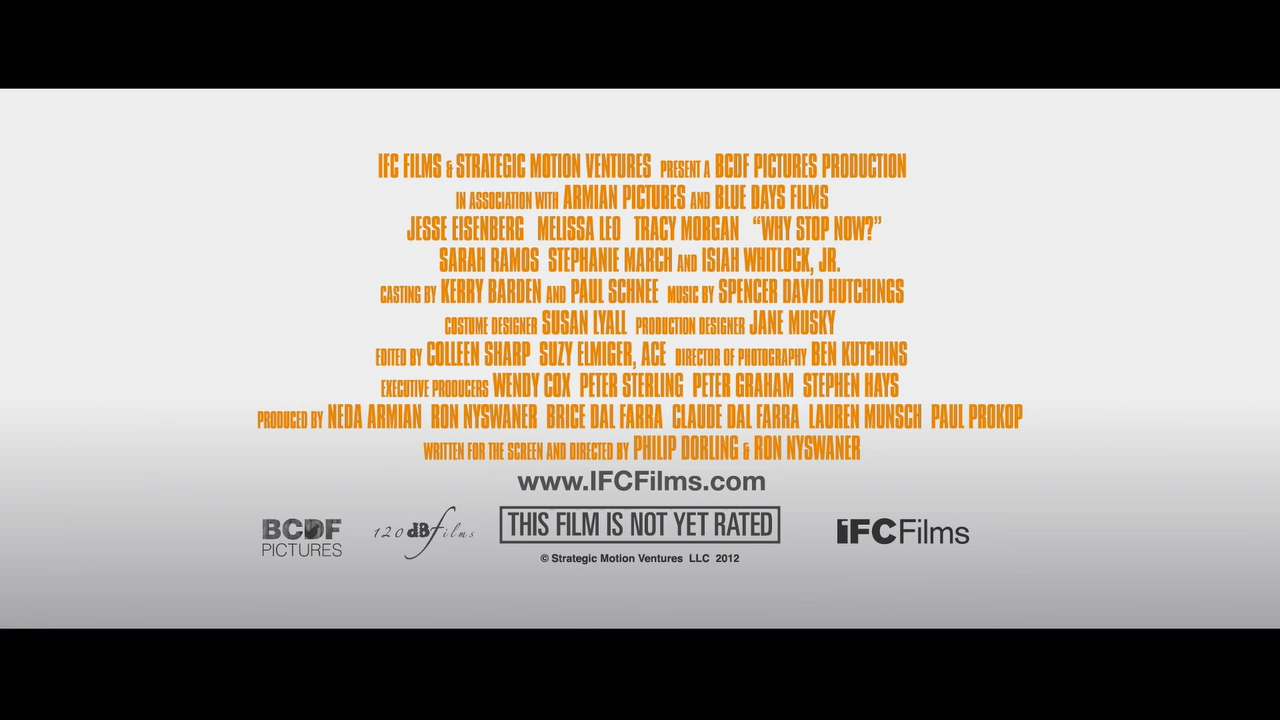 IFC FILMS & STRATEGIC MOTION VENTURES PRESENT A BCDF PICTURES PRODUCTION
IN ASSOCIATION WITH ARMIAN PICTURES AND BLUE DAYS FILMS
JESSE EISENBERG MELISSA LEO TRACY MORGAN “WHY STOP NOW?”
SARAH RAMOS STEPHANIE MARCH AND ISIAH WHITLOCK, JR.
CASTING BY KERRY BARDEN AND PAUL SCHNEE MUSIC BY SPENCER DAVID HUTCHINGS
COSTUME DESIGNER SUSAN LYALL PRODUCTION DESIGNER JANE MUSKY
EDITED BY COLLEEN SHARP SUZY ELMIGER, ACE DIRECTOR OF PHOTOGRAPHY BEN KUTCHINS
EXECUTIVE PRODUCERS WENDY COX PETER STERLING PETER GRAHAM STEPHEN HAYS
PRODUCED BY NEDA ARMIAN RON NYSWANER BRICE DAL FARRA CLAUDE DAL FARRA LAUREN MUNSCH PAUL PROKOP
WRITTEN FOR THE SCREEN AND DIRECTED BY PHILIP DORLING & RON NYSWANER
www.IFCFilms.com
BCDF
PICTURES
120 dB films
THIS FILM IS NOT YET RATED
IFC Films
© Strategic Motion Ventures LLC 2012